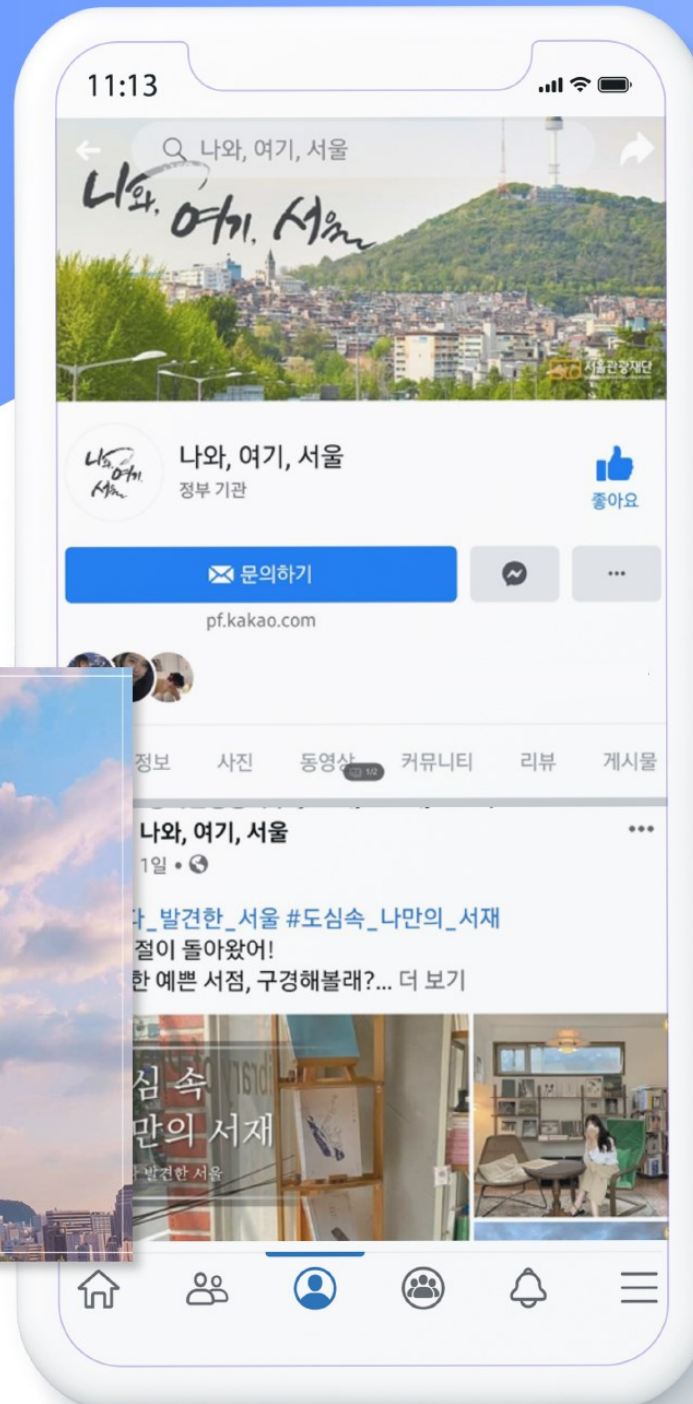 11:13
나와, 여기, 서울
나와, 여기, 서울
서울관광재단
나와, 여기, 서울
나와, 여기, 서울
정부 기관
좋아요
문의하기
pf.kakao.com
정보 사진 동영상 커뮤니티 리뷰 게시물
1/2
나와, 여기, 서울
1일
_발견한_서울 #도심속_나만의_서재
절이 돌아왔어!
한 예쁜 서점, 구경해볼래?... 더 보기
심 속
만의 서재
발견한 서울